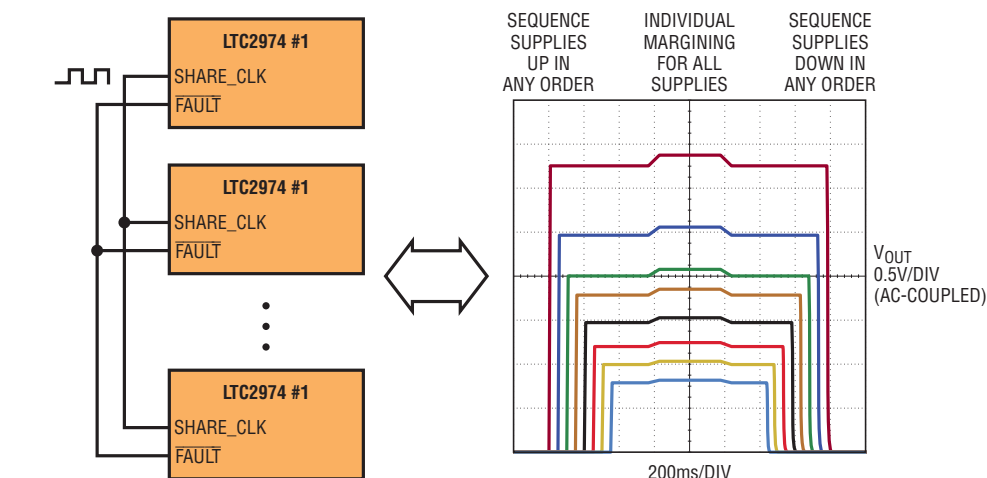 LTC2974 #1
SHARE_CLK
FAULT
LTC2974 #1
SHARE_CLK
FAULT
LTC2974 #1
SHARE_CLK
FAULT
SEQUENCE
SUPPLIES
UP IN
ANY ORDER
INDIVIDUAL
MARGINING
FOR ALL
SUPPLIES
SEQUENCE
SUPPLIES
DOWN IN
ANY ORDER
VOUT
0.5V/DIV
(AC-COUPLED)
200ms/DIV